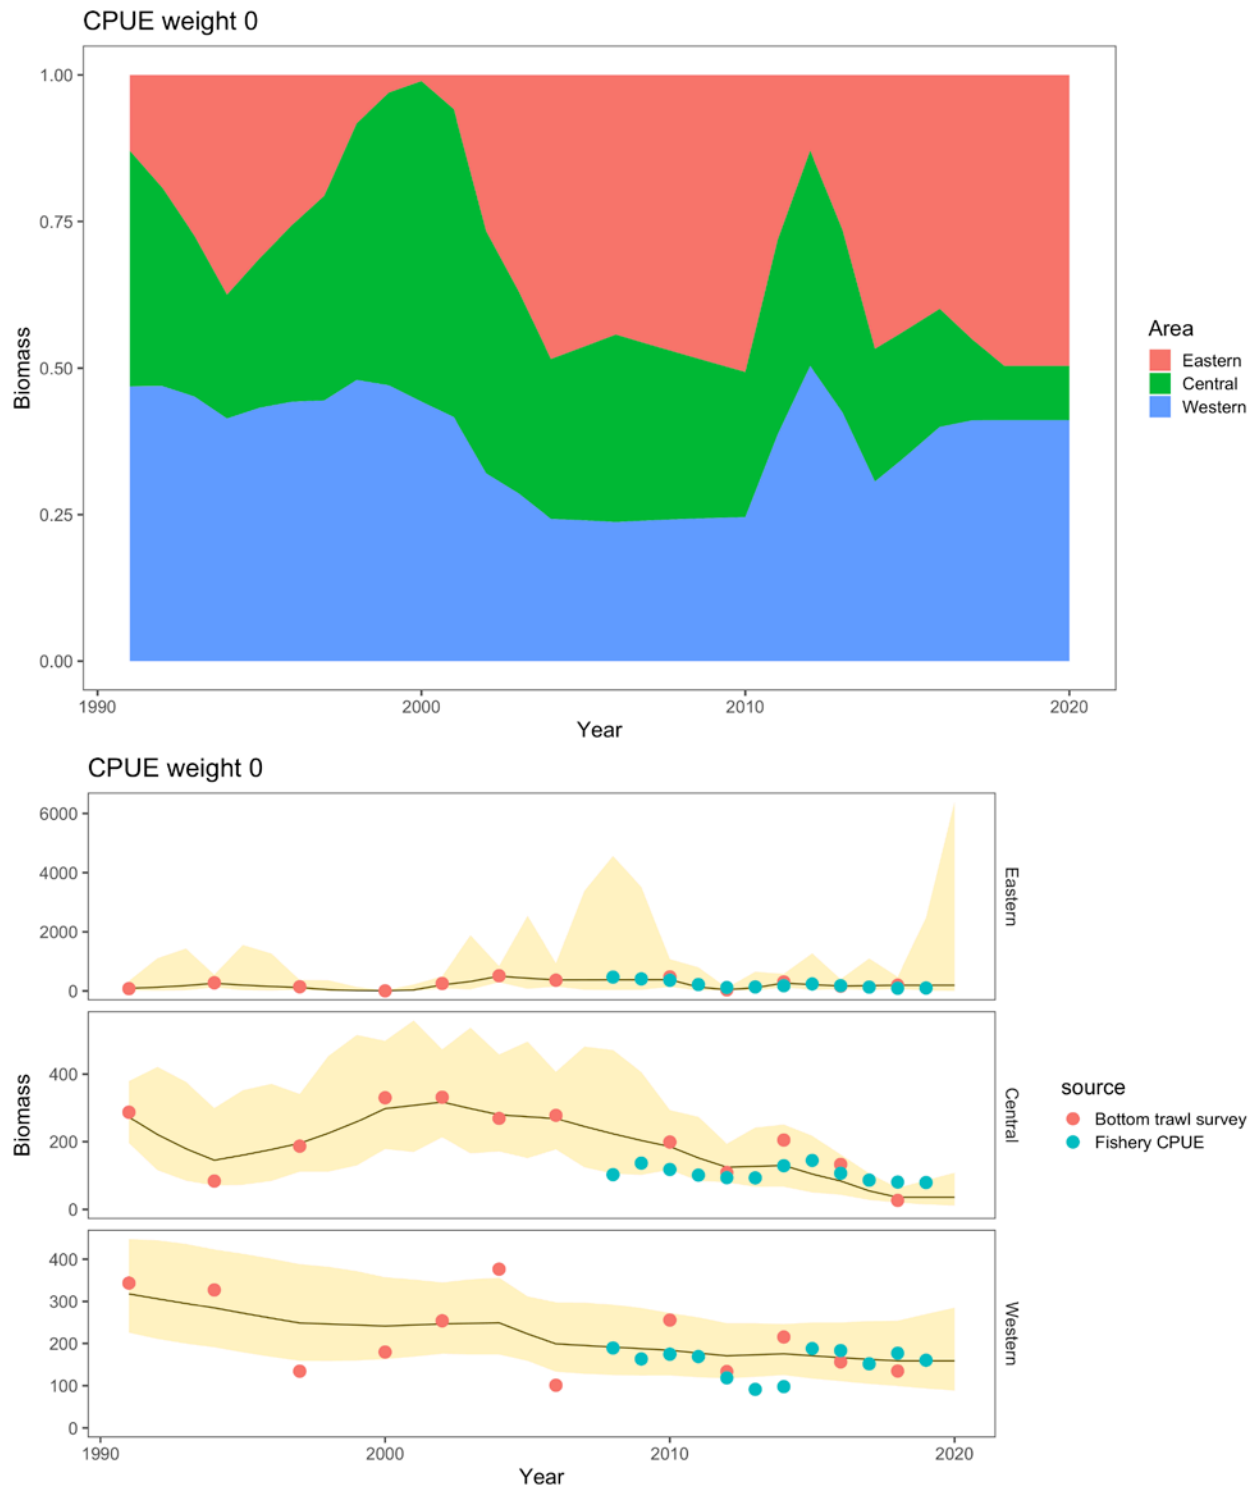 CPUE weight 0
1.00
0.75
0.50
0.25
0.00
Biomass
1990
2000
2010
2020
Year
Area
Eastern
Central
Western
CPUE weight 0
6000
4000
2000
0
Eastern
400
200
0
Central
Biomass
400
300
200
100
0
Western
1990
2000
2010
2020
Year
source
Bottom trawl survey
Fishery CPUE